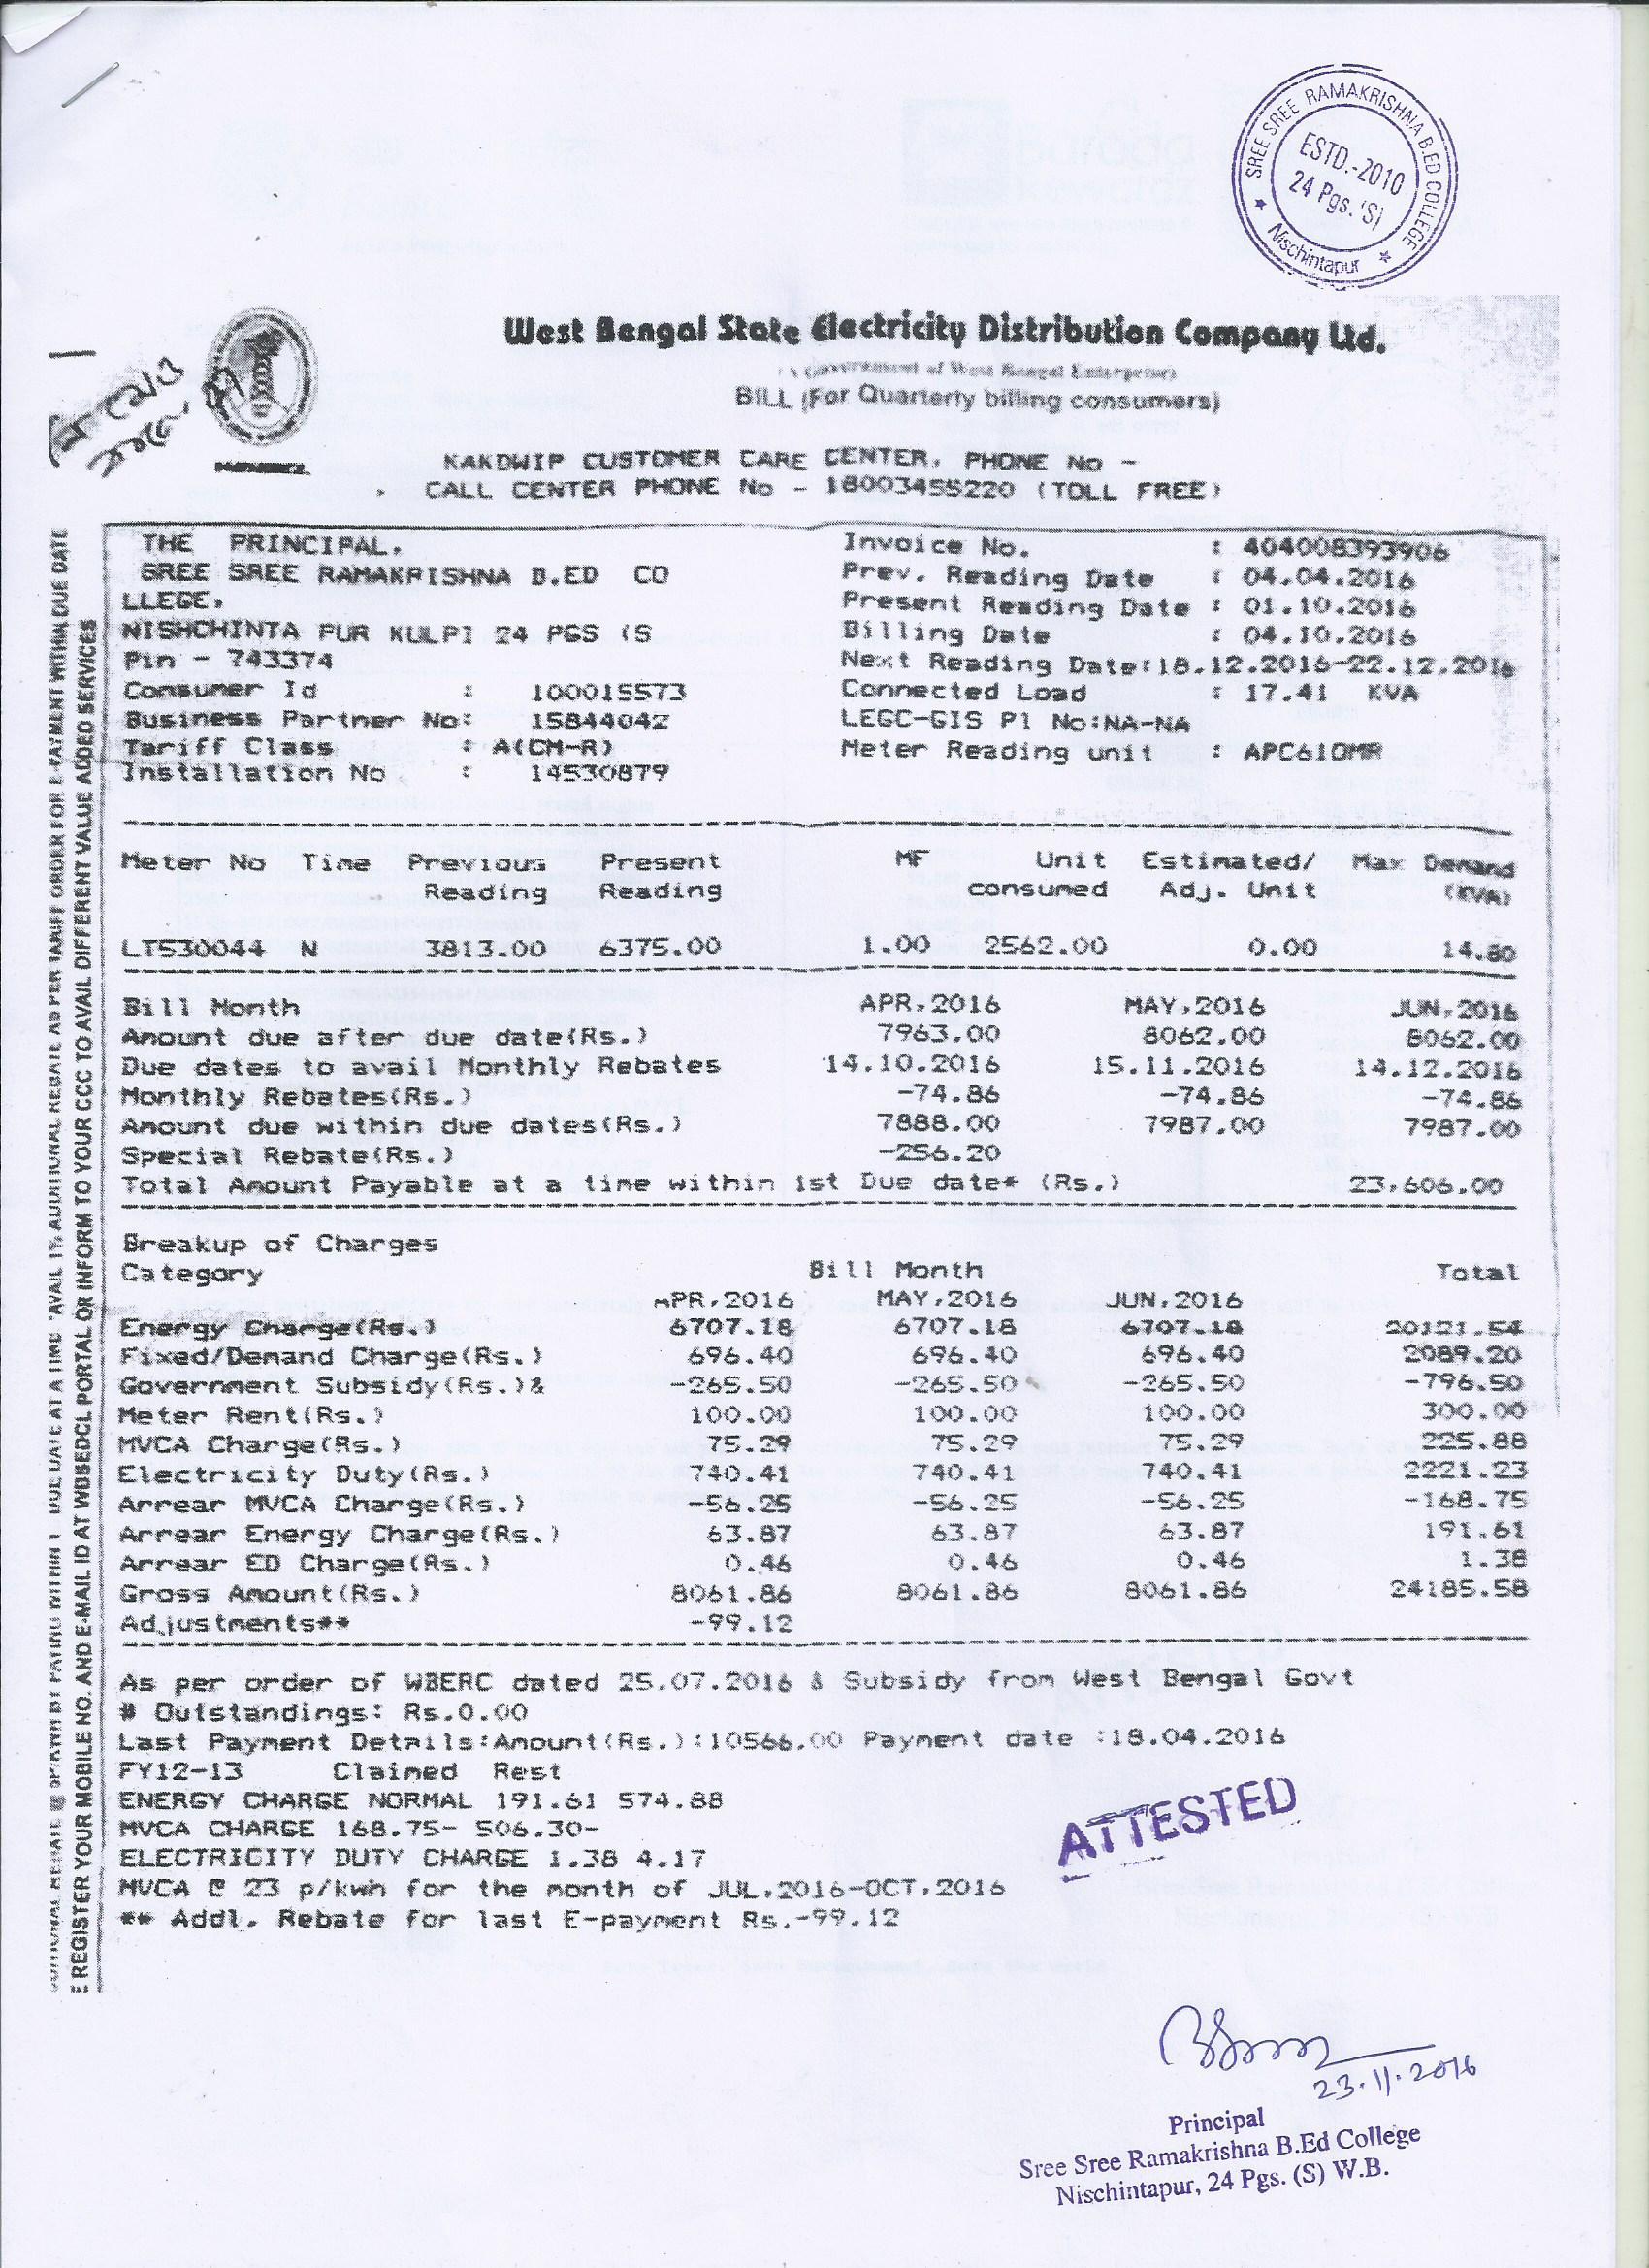 SREE SREE RAMAKRISHNA B.ED COLLEGE
ESTD.-2010
24 Pgs. 'S)
★ Nischintapur ★
West Bengal State Electricity Distribution Company Ltd.
(A Government of West Bengal Enterprise)
BILL (For Quarterly billing consumers)
KAKDWIP CUSTOMER CARE CENTER, PHONE No -
CALL CENTER PHONE No - 18003455220 (TOLL FREE)
THE PRINCIPAL,
SREE SREE RAMAKRISHNA B.ED CO
LLEGE,
NISHCHINTA PUR KULPI 24 PGS (S
Pin - 743374
Consumer Id : 100015573
Business Partner No: 15844042
Tariff Class : A(CM-R)
Installation No : 14530879
Invoice No. : 404008393906
Prev. Reading Date : 04.04.2016
Present Reading Date : 01.10.2016
Billing Date : 04.10.2016
Next Reading Date:18.12.2016-22.12.2016
Connected Load : 17.41 KVA
LEGC-GIS Pl No:NA-NA
Meter Reading unit : APC61QMR
Meter No Time Previous Present MF Unit Estimated/ Max Demand
Reading Reading consumed Adj. Unit (KVA)
LT530044 N 3813.00 6375.00 1.00 2562.00 0.00 14.80
Bill Month APR,2016 MAY,2016 JUN,2016
Amount due after due date(Rs.) 7963.00 8062.00 8062.00
Due dates to avail Monthly Rebates 14.10.2016 15.11.2016 14.12.2016
Monthly Rebates(Rs.) -74.86 -74.86 -74.86
Amount due within due dates(Rs.) 7888.00 7987.00 7987.00
Special Rebate(Rs.) -256.20
Total Amount Payable at a time within 1st Due date* (Rs.) 23,606.00
Breakup of Charges
Category Bill Month Total
APR,2016 MAY,2016 JUN,2016
Energy Charge(Rs.) 6707.18 6707.18 6707.18 20121.54
Fixed/Demand Charge(Rs.) 696.40 696.40 696.40 2089.20
Government Subsidy(Rs.)& -265.50 -265.50 -265.50 -796.50
Meter Rent(Rs.) 100.00 100.00 100.00 300.00
MVCA Charge(Rs.) 75.29 75.29 75.29 225.88
Electricity Duty(Rs.) 740.41 740.41 740.41 2221.23
Arrear MVCA Charge(Rs.) -56.25 -56.25 -56.25 -168.75
Arrear Energy Charge(Rs.) 63.87 63.87 63.87 191.61
Arrear ED Charge(Rs.) 0.46 0.46 0.46 1.38
Gross Amount(Rs.) 8061.86 8061.86 8061.86 24185.58
Adjustments** -99.12
As per order of WBERC dated 25.07.2016 & Subsidy from West Bengal Govt
# Outstandings: Rs.0.00
Last Payment Details:Amount(Rs.):10566.00 Payment date :18.04.2016
FY12-13 Claimed Rest
ENERGY CHARGE NORMAL 191.61 574.88
MVCA CHARGE 168.75- 506.30-
ELECTRICITY DUTY CHARGE 1.38 4.17
MVCA @ 23 p/kwh for the month of JUL,2016-OCT,2016
** Addl. Rebate for last E-payment Rs.-99.12
ATTESTED
23.11.2016
Principal
Sree Sree Ramakrishna B.Ed College
Nischintapur, 24 Pgs. (S) W.B.
DUE DATE AT A TIME *AVAIL 1% ADDITIONAL REBATE AS PER TARIFF ORDER FOR E-PAYMENT WITHIN DUE DATE
E REGISTER YOUR MOBILE NO. AND E-MAIL ID AT WBSEDCL PORTAL OR INFORM TO YOUR CCC TO AVAIL DIFFERENT VALUE ADDED SERVICES